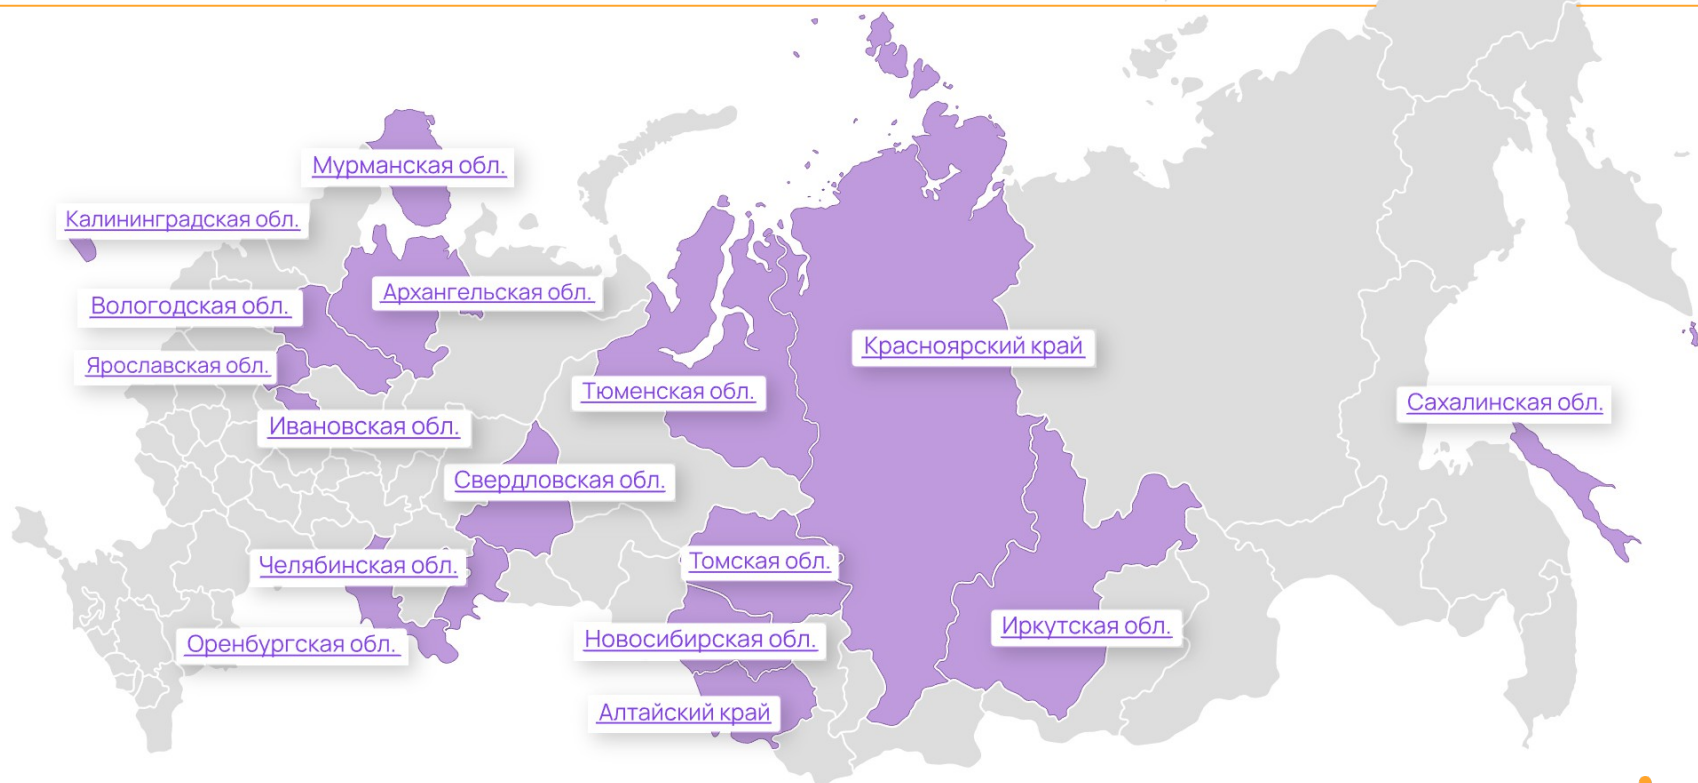 Мурманская обл.
Калининградская обл.
Архангельская обл.
Вологодская обл.
Красноярский край
Ярославская обл.
Тюменская обл.
Сахалинская обл.
Ивановская обл.
Свердловская обл.
Томская обл.
Челябинская обл.
Иркутская обл.
Новосибирская обл.
Оренбургская обл.
Алтайский край